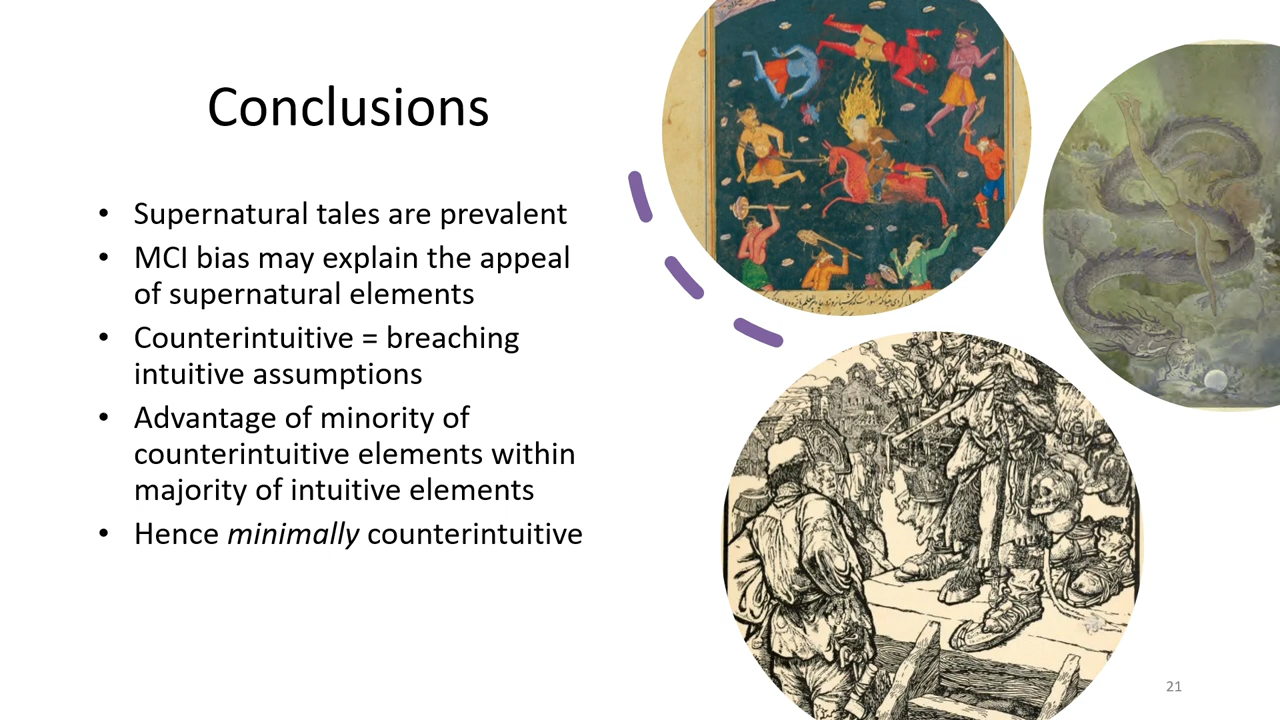 Conclusions
• Supernatural tales are prevalent
• MCI bias may explain the appeal
of supernatural elements
• Counterintuitive = breaching
intuitive assumptions
• Advantage of minority of
counterintuitive elements within
majority of intuitive elements
• Hence minimally counterintuitive
21